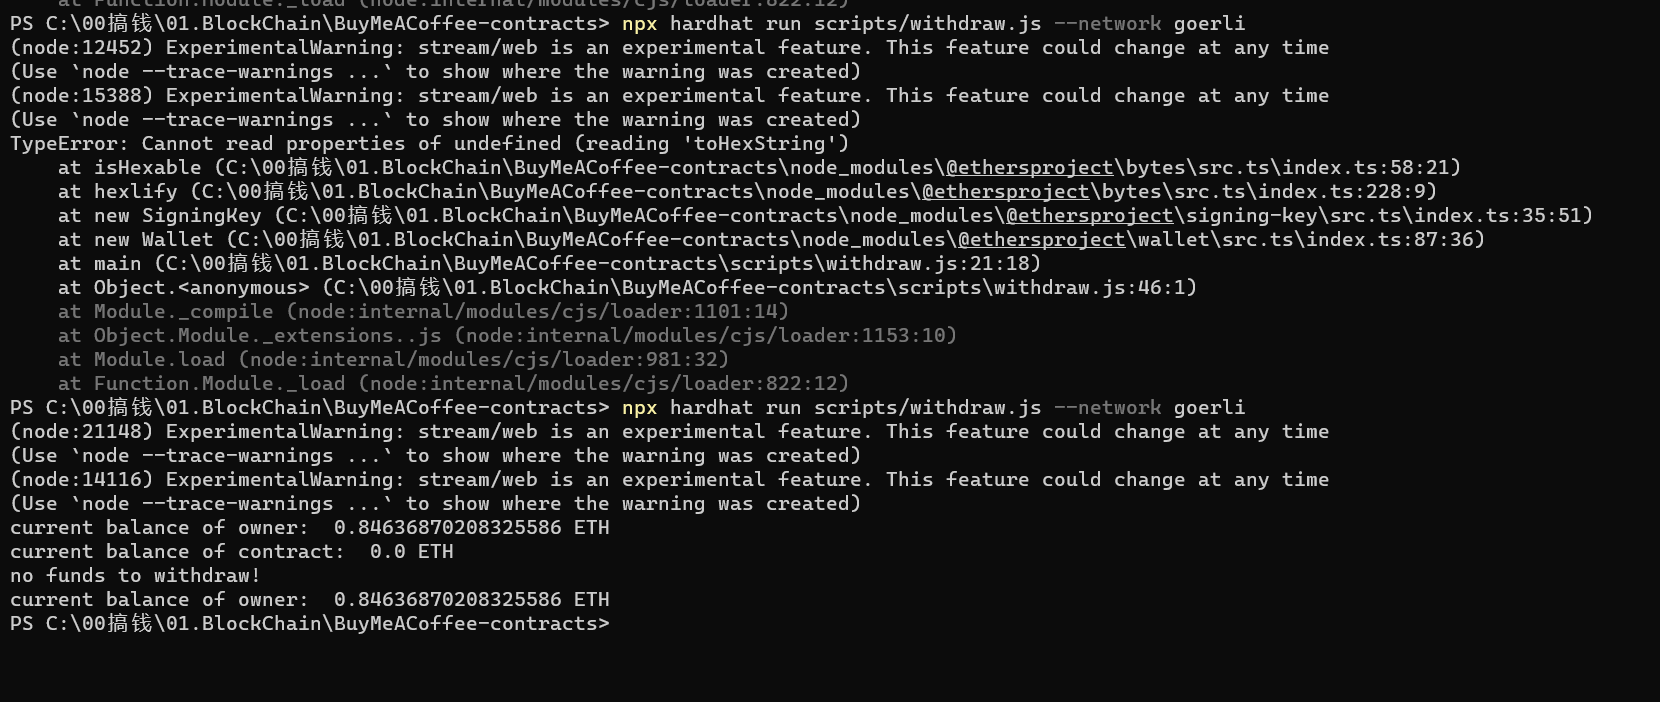 at Function.Module._load (node:internal/modules/cjs/loader:822:12)
PS C:\00搞钱\01.BlockChain\BuyMeACoffee-contracts> npx hardhat run scripts/withdraw.js --network goerli
(node:12452) ExperimentalWarning: stream/web is an experimental feature. This feature could change at any time
(Use `node --trace-warnings ...` to show where the warning was created)
(node:15388) ExperimentalWarning: stream/web is an experimental feature. This feature could change at any time
(Use `node --trace-warnings ...` to show where the warning was created)
TypeError: Cannot read properties of undefined (reading 'toHexString')
    at isHexable (C:\00搞钱\01.BlockChain\BuyMeACoffee-contracts\node_modules\@ethersproject\bytes\src.ts\index.ts:58:21)
    at hexlify (C:\00搞钱\01.BlockChain\BuyMeACoffee-contracts\node_modules\@ethersproject\bytes\src.ts\index.ts:228:9)
    at new SigningKey (C:\00搞钱\01.BlockChain\BuyMeACoffee-contracts\node_modules\@ethersproject\signing-key\src.ts\index.ts:35:51)
    at new Wallet (C:\00搞钱\01.BlockChain\BuyMeACoffee-contracts\node_modules\@ethersproject\wallet\src.ts\index.ts:87:36)
    at main (C:\00搞钱\01.BlockChain\BuyMeACoffee-contracts\scripts\withdraw.js:21:18)
    at Object.<anonymous> (C:\00搞钱\01.BlockChain\BuyMeACoffee-contracts\scripts\withdraw.js:46:1)
    at Module._compile (node:internal/modules/cjs/loader:1101:14)
    at Object.Module._extensions..js (node:internal/modules/cjs/loader:1153:10)
    at Module.load (node:internal/modules/cjs/loader:981:32)
    at Function.Module._load (node:internal/modules/cjs/loader:822:12)
PS C:\00搞钱\01.BlockChain\BuyMeACoffee-contracts> npx hardhat run scripts/withdraw.js --network goerli
(node:21148) ExperimentalWarning: stream/web is an experimental feature. This feature could change at any time
(Use `node --trace-warnings ...` to show where the warning was created)
(node:14116) ExperimentalWarning: stream/web is an experimental feature. This feature could change at any time
(Use `node --trace-warnings ...` to show where the warning was created)
current balance of owner:  0.84636870208325586 ETH
current balance of contract:  0.0 ETH
no funds to withdraw!
current balance of owner:  0.84636870208325586 ETH
PS C:\00搞钱\01.BlockChain\BuyMeACoffee-contracts>